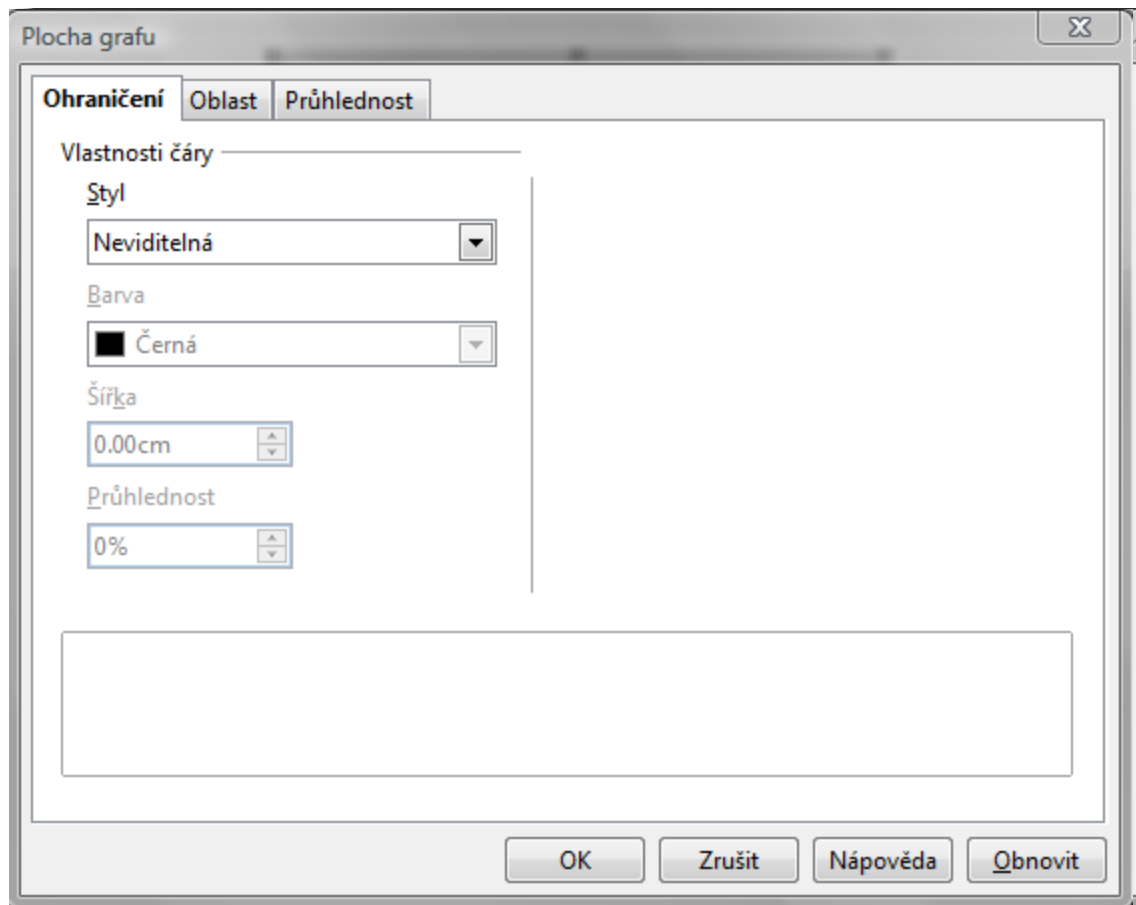 Plocha grafu
Ohraničení Oblast Průhlednost
Vlastnosti čáry
Styl
Neviditelná
Barva
Černá
Šířka
0.00cm
Průhlednost
0%
OK Zrušit Nápověda Obnovit